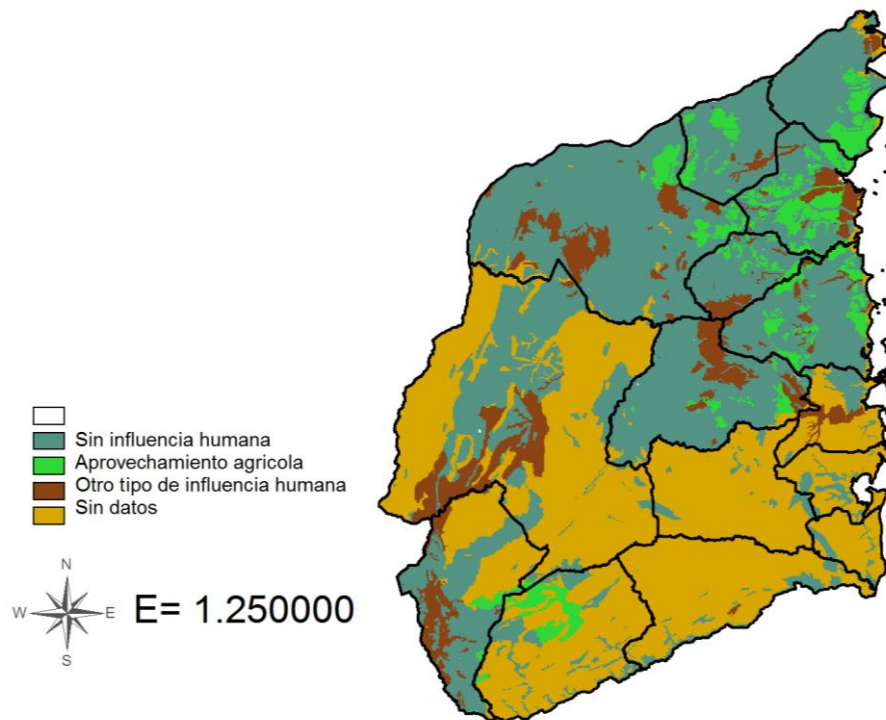 Sin influencia humana
Aprovechamiento agricola
Otro tipo de influencia humana
Sin datos
N
W E
S
E= 1.250000